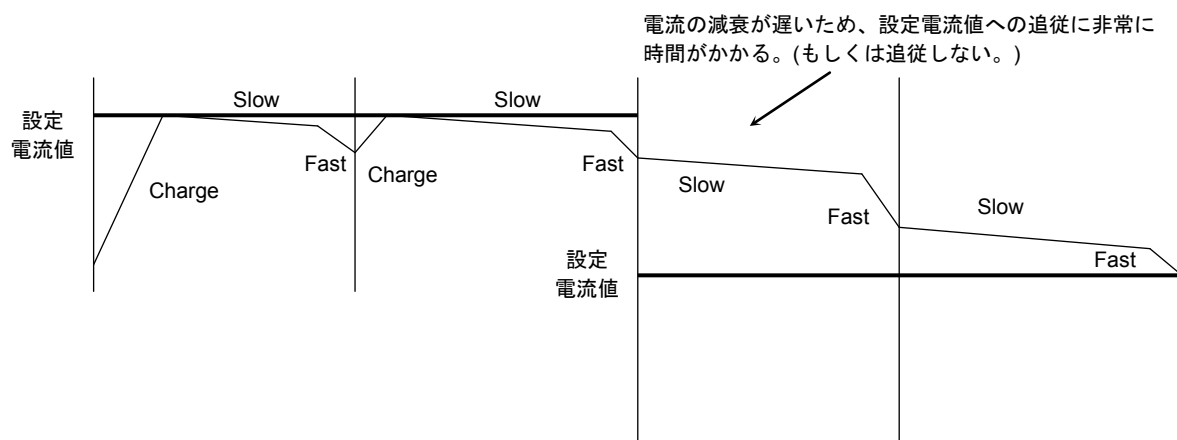 電流の減衰が遅いため、設定電流値への追従に非常に
時間がかかる。(もしくは追従しない。)
設定
電流値
Slow
Slow
Charge
Fast
Charge
Fast
Slow
Fast
Slow
Fast
設定
電流値